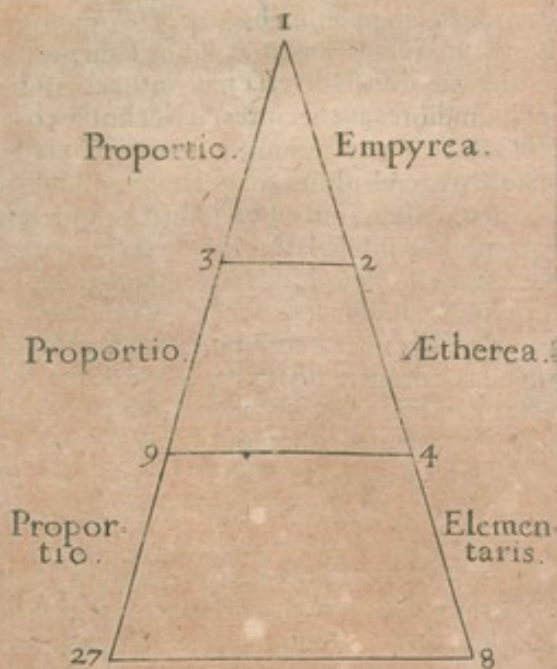 1
Proportio. Empyrea.
3 2
Proportio. Ætherea.
9 4
Propor- Elemen-
tio. taris.
27 8